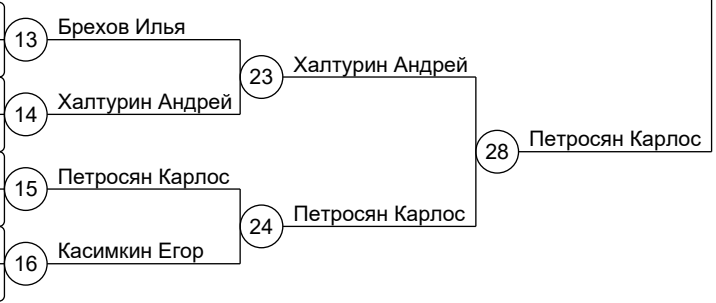 13 Брехов Илья
23 Халтурин Андрей
14 Халтурин Андрей
28 Петросян Карлос
15 Петросян Карлос
24 Петросян Карлос
16 Касимкин Егор